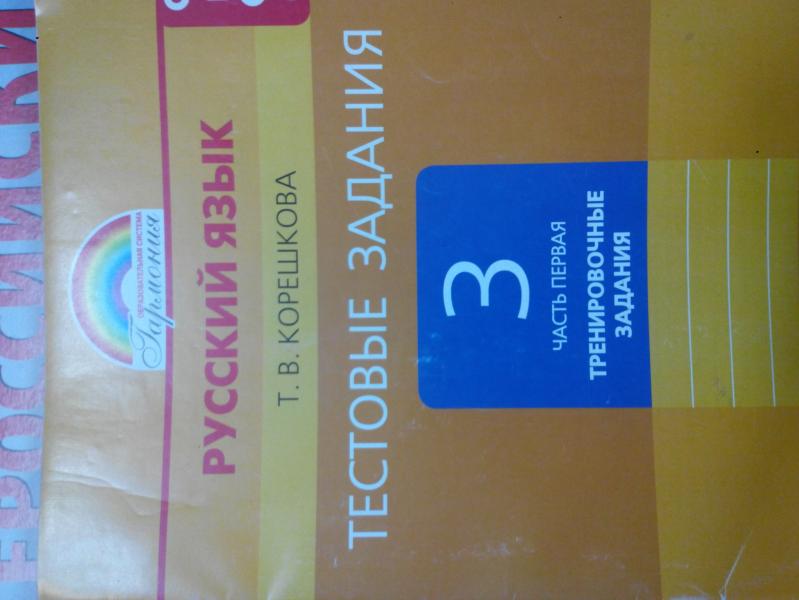 ОБРАЗОВАТЕЛЬНАЯ СИСТЕМА
Гармония
РУССКИЙ ЯЗЫК
Т. В. КОРЕШКОВА
ТЕСТОВЫЕ ЗАДАНИЯ
3
ЧАСТЬ ПЕРВАЯ
ТРЕНИРОВОЧНЫЕ
ЗАДАНИЯ